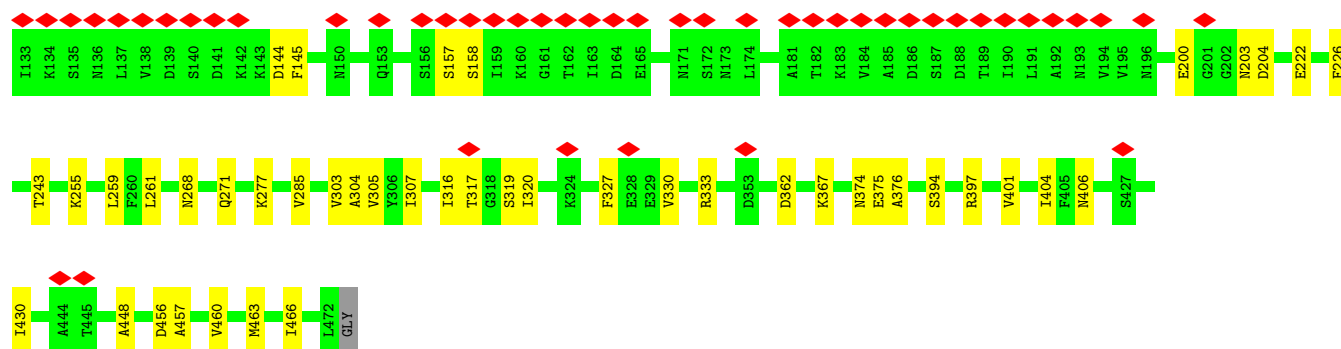 I133 K134 S135 N136 L137 V138 D139 S140 D141 K142 K143 D144 F145 N150 Q153 S156 S157 S158 I159 K160 G161 T162 I163 D164 E165 N171 S172 N173 L174 A181 T182 K183 V184 A185 D186 S187 D188 T189 I190 L191 A192 N193 V194 V195 N196 E200 G201 G202 N203 D204 E222 F226
T243 K255 L259 F260 L261 N268 Q271 K277 V285 V303 A304 V305 Y306 I307 I316 T317 G318 S319 I320 K324 F327 E328 E329 V330 R333 D353 D362 K367 N374 E375 A376 S394 R397 V401 I404 F405 N406 S427
I430 A444 T445 A448 D456 A457 V460 M463 I466 L472 GLY